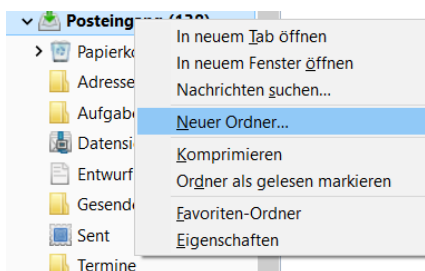 Posteingang (138)
In neuem Tab öffnen
Papierko
In neuem Fenster öffnen
Adresse
Nachrichten suchen...
Aufgab
Neuer Ordner...
Datensi
Komprimieren
Entwurf
Ordner als gelesen markieren
Gesend
Favoriten-Ordner
Sent
Eigenschaften
Termine